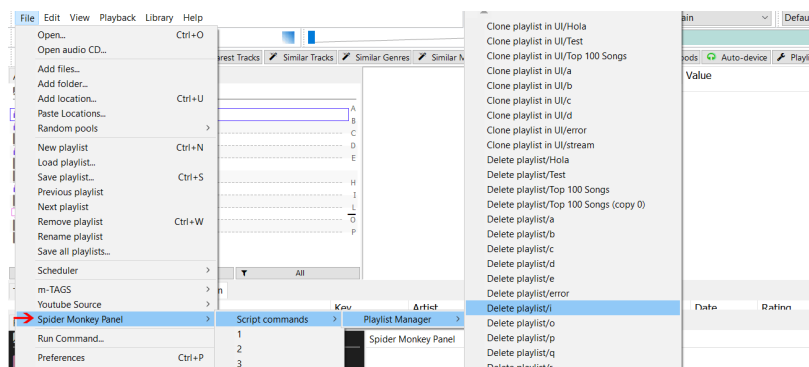 File Edit View Playback Library Help
ain
Defau
Open... Ctrl+O
Open audio CD...
arest Tracks Similar Tracks Similar Genres Similar M
ods Auto-device Playli
Add files...
Add folder...
Add location... Ctrl+U
Paste Locations...
Random pools
New playlist Ctrl+N
Load playlist...
Save playlist... Ctrl+S
Previous playlist
Next playlist
Remove playlist Ctrl+W
Rename playlist
Save all playlists...
Scheduler
m-TAGS
Youtube Source
Spider Monkey Panel
Run Command...
Preferences Ctrl+P
A
B
C
D
E
H
I
L
O
P
All
Key Artist
Script commands
1
2
3
Playlist Manager
Spider Monkey Panel
Clone playlist in UI/Hola
Clone playlist in UI/Test
Clone playlist in UI/Top 100 Songs
Clone playlist in UI/a
Clone playlist in UI/b
Clone playlist in UI/c
Clone playlist in UI/d
Clone playlist in UI/error
Clone playlist in UI/stream
Delete playlist/Hola
Delete playlist/Test
Delete playlist/Top 100 Songs
Delete playlist/Top 100 Songs (copy 0)
Delete playlist/a
Delete playlist/b
Delete playlist/c
Delete playlist/d
Delete playlist/e
Delete playlist/error
Delete playlist/i
Delete playlist/o
Delete playlist/p
Delete playlist/q
Value
Date Rating